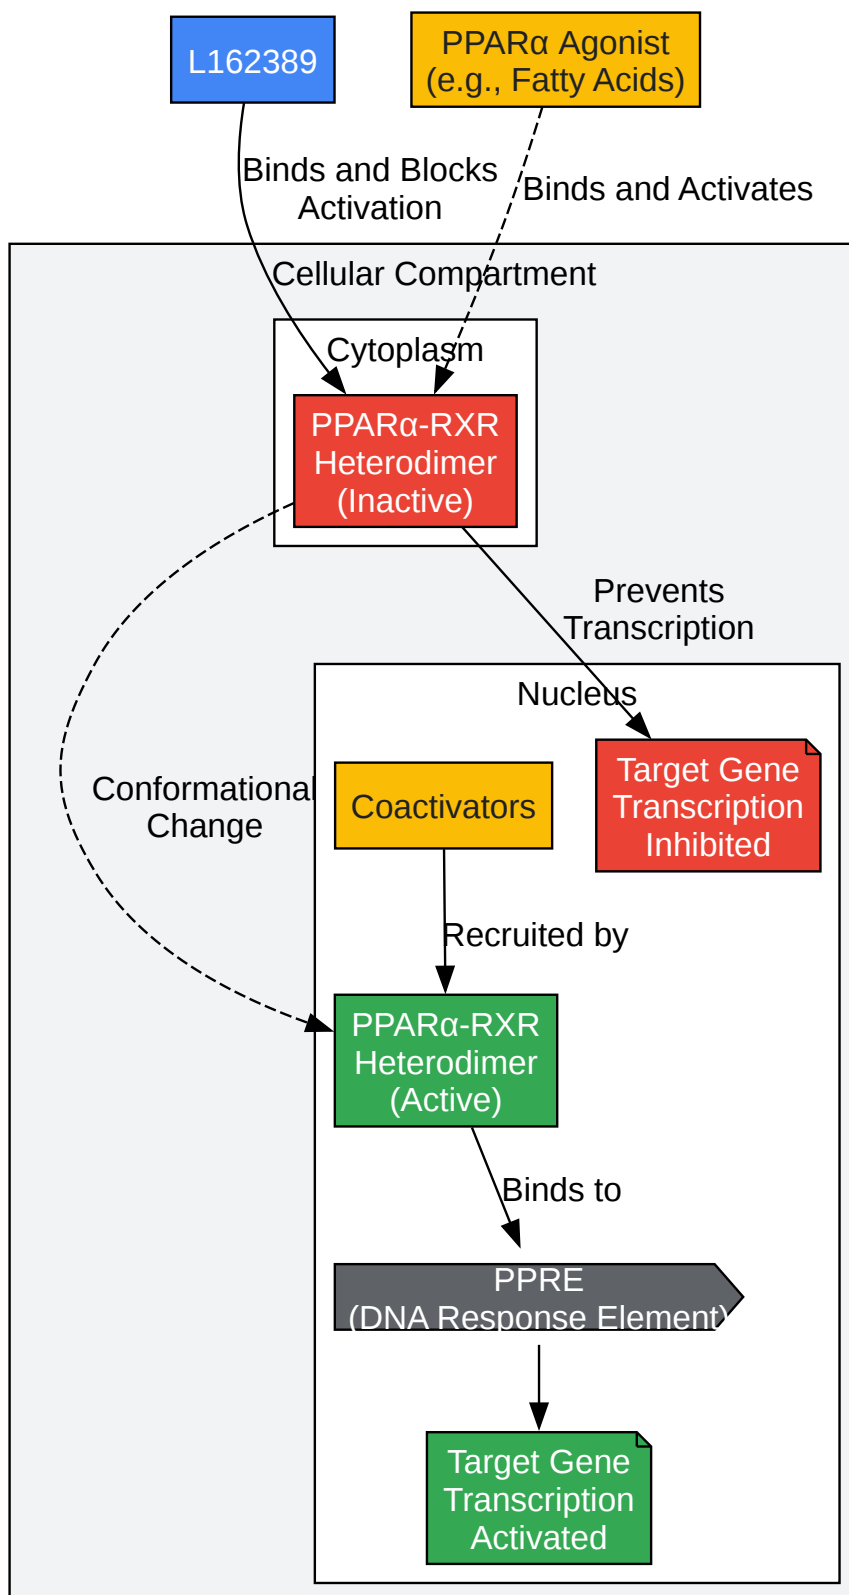 L162389
PPARα Agonist
(e.g., Fatty Acids)
Binds and Blocks
Activation
Binds and Activates
Cellular Compartment
Cytoplasm
PPARα-RXR
Heterodimer
(Inactive)
Prevents
Transcription
Nucleus
Target Gene
Transcription
Inhibited
Conformational
Change
Coactivators
Recruited by
PPARα-RXR
Heterodimer
(Active)
Binds to
PPRE
(DNA Response Element)
Target Gene
Transcription
Activated